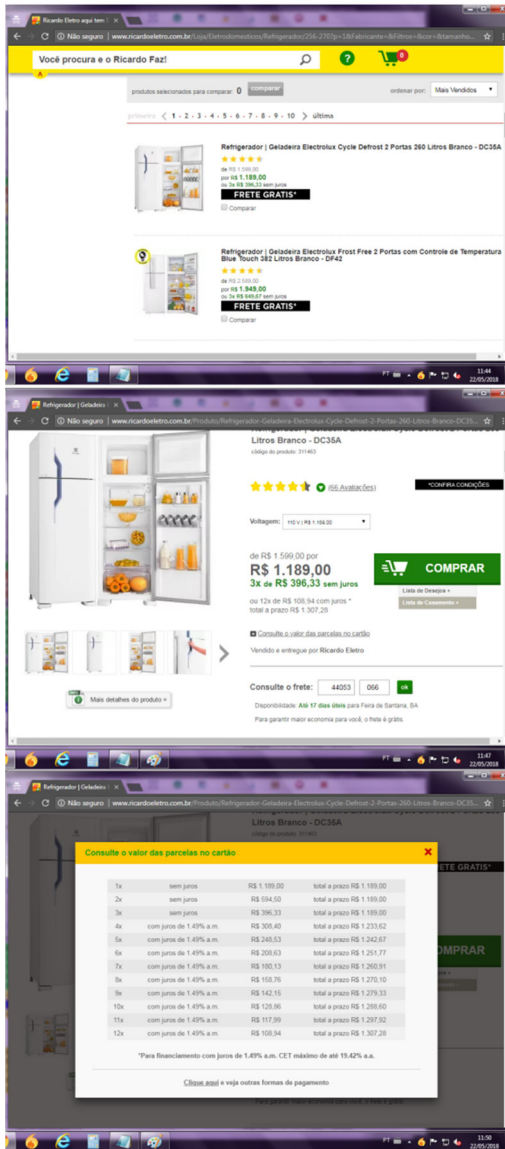 Ricardo Eletro aqui tem
Não seguro | www.ricardoeletro.com.br/Loja/Eletrodomesticos/Refrigerador/256-270?p=1&Fabricante=&Filtros=&cor=&tamanho...
Você procura e o Ricardo Faz!
?
0
produtos selecionados para comparar: 0 comparar
ordenar por: Mais Vendidos
primeira 1 - 2 - 3 - 4 - 5 - 6 - 7 - 8 - 9 - 10 > última
Refrigerador | Geladeira Electrolux Cycle Defrost 2 Portas 260 Litros Branco - DC35A
de R$ 1.599,00
por R$ 1.189,00
ou 3x R$ 396,33 sem juros
FRETE GRATIS*
Comparar
Refrigerador | Geladeira Electrolux Frost Free 2 Portas com Controle de Temperatura
Blue Touch 382 Litros Branco - DF42
por R$ 1.949,00
ou 3x R$ 649,67 sem juros
FRETE GRATIS*
Comparar
PT
11:44
22/05/2018
Refrigerador | Geladeira
Não seguro | www.ricardoeletro.com.br/Produto/Refrigerador-Geladeira-Electrolux-Cycle-Defrost-2-Portas-260-Litros-Branco-DC35...
Litros Branco - DC35A
código do produto: 311463
(66 Avaliações)
*CONFIRA CONDIÇÕES
Voltagem:
de R$ 1.599,00 por
R$ 1.189,00
3x de R$ 396,33 sem juros
COMPRAR
Lista de Desejos +
Lista de Casamento +
ou 12x de R$ 108,94 com juros *
total a prazo R$ 1.307,28
Consulte o valor das parcelas no cartão
Vendido e entregue por Ricardo Eletro
Mais detalhes do produto +
Consulte o frete: 44053 066 ok
Disponibilidade: Até 17 dias úteis para Feira de Santana, BA
Para garantir maior economia para você, o frete é grátis.
PT
11:47
22/05/2018
Refrigerador | Geladeira
Não seguro | www.ricardoeletro.com.br/Produto/Refrigerador-Geladeira-Electrolux-Cycle-Defrost-2-Portas-260-Litros-Branco-DC35...
Litros Branco - DC35A
código do produto: 311463
Consulte o valor das parcelas no cartão
ETE GRATIS*
1x sem juros R$ 1.189,00 total a prazo R$ 1.189,00
2x sem juros R$ 594,50 total a prazo R$ 1.189,00
3x sem juros R$ 396,33 total a prazo R$ 1.189,00
4x com juros de 1.49% a.m. R$ 308,40 total a prazo R$ 1.233,62
5x com juros de 1.49% a.m. R$ 248,53 total a prazo R$ 1.242,67
6x com juros de 1.49% a.m. R$ 208,63 total a prazo R$ 1.251,77
7x com juros de 1.49% a.m. R$ 180,13 total a prazo R$ 1.260,91
8x com juros de 1.49% a.m. R$ 158,76 total a prazo R$ 1.270,10
9x com juros de 1.49% a.m. R$ 142,15 total a prazo R$ 1.279,33
10x com juros de 1.49% a.m. R$ 128,86 total a prazo R$ 1.288,60
11x com juros de 1.49% a.m. R$ 117,99 total a prazo R$ 1.297,92
12x com juros de 1.49% a.m. R$ 108,94 total a prazo R$ 1.307,28
OMPRAR
*Para financiamento com juros de 1.49% a.m. CET máximo de até 19.42% a.a.
Clique aqui e veja outras formas de pagamento
PT
11:50
22/05/2018